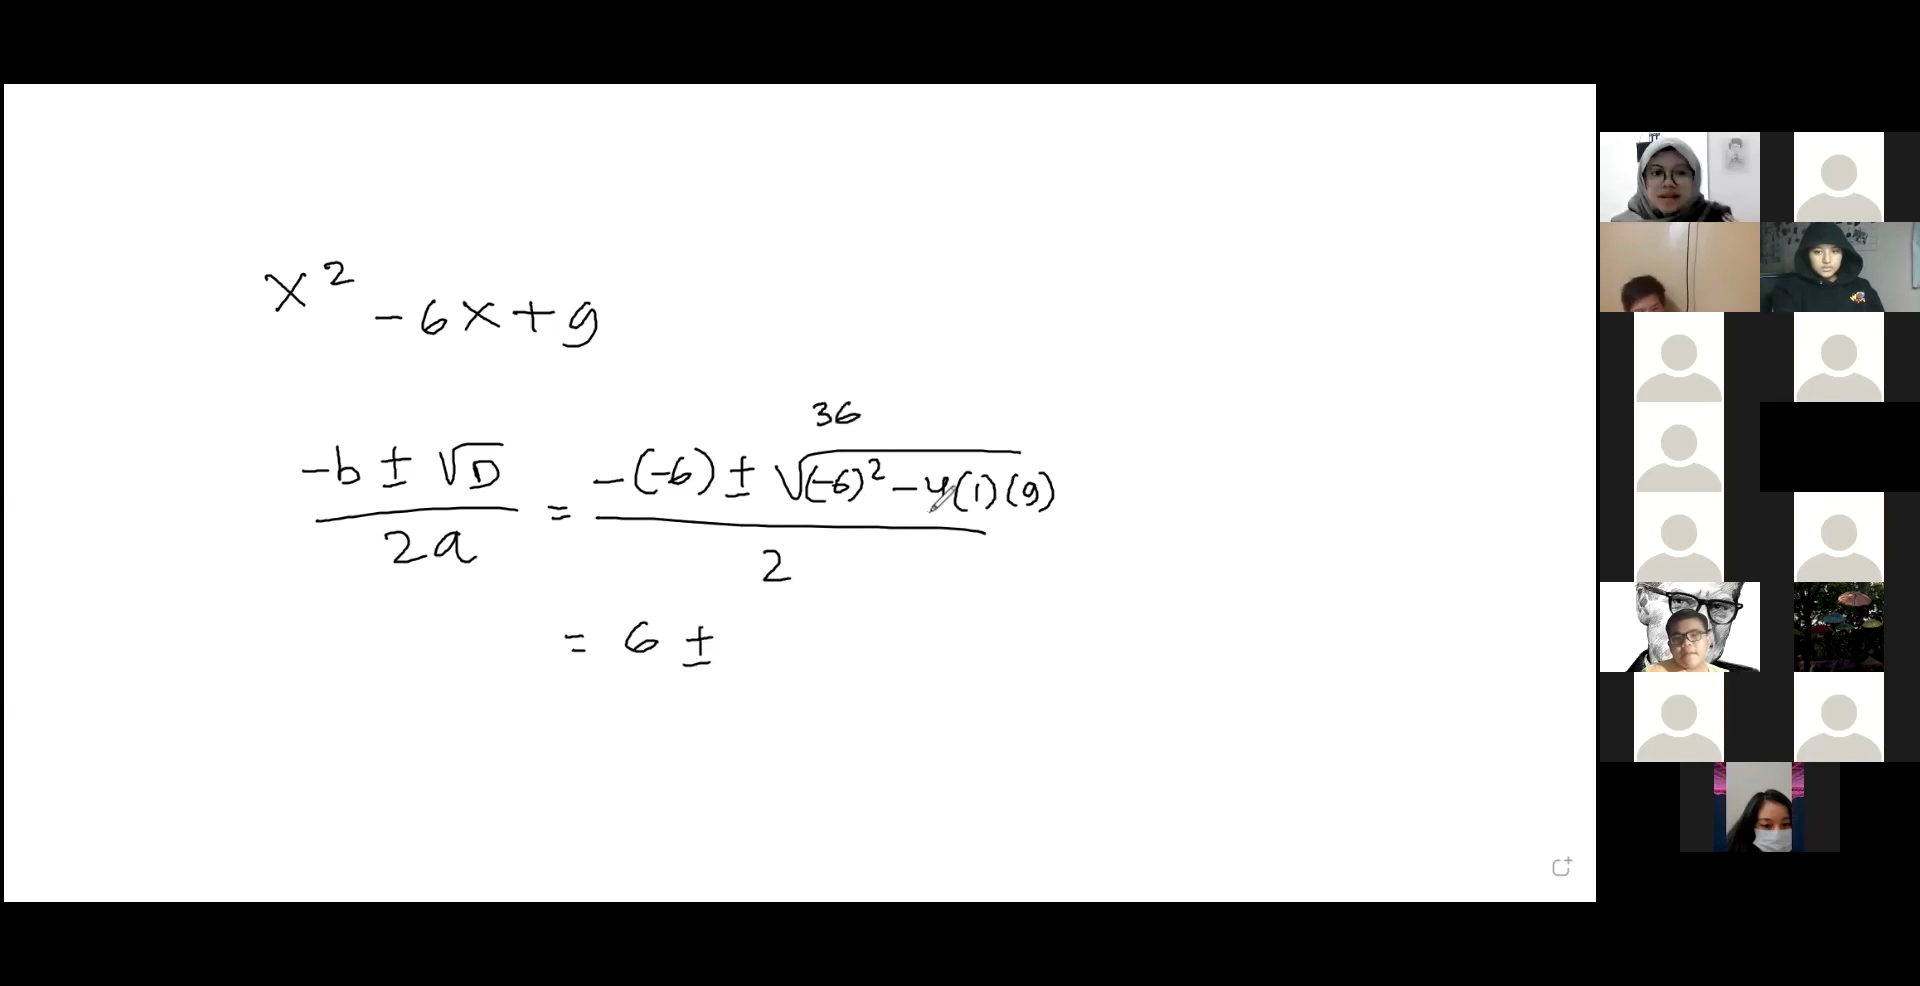 x² - 6x + 9
36
-b ± √D / 2a = -(-6) ± √(-6)² - 4(1)(9) / 2
= 6 ±